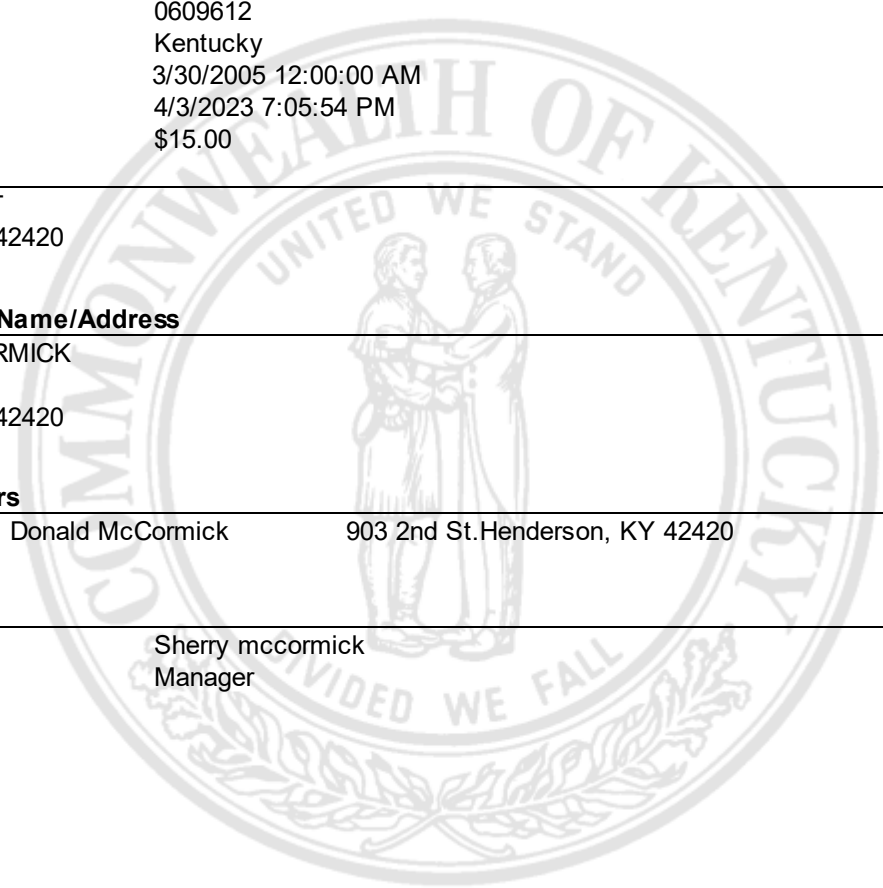 0609612
Kentucky
3/30/2005 12:00:00 AM
4/3/2023 7:05:54 PM
$15.00
42420
Name/Address
RMICK
42420
rs
Donald McCormick 903 2nd St.Henderson, KY 42420
Sherry mccormick
Manager
COMMONWEALTH OF KENTUCKY
UNITED WE STAND
DIVIDED WE FALL